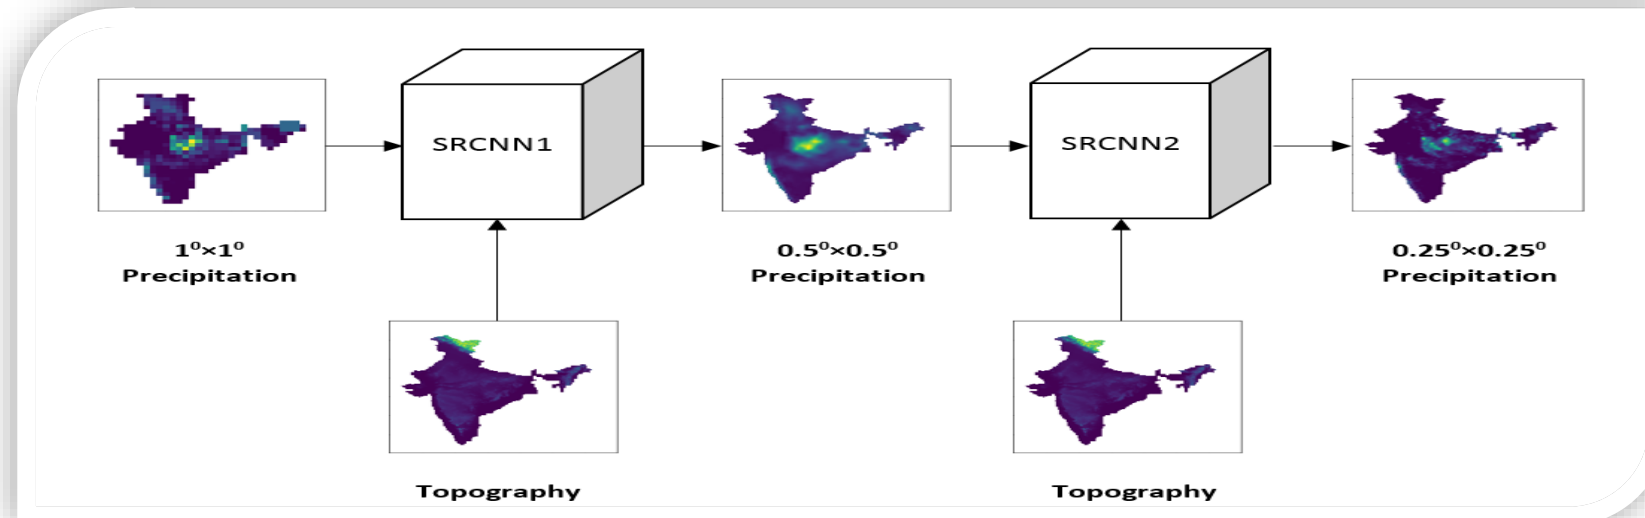 SRCNN1
SRCNN2
1⁰×1⁰
Precipitation
0.5⁰×0.5⁰
Precipitation
0.25⁰×0.25⁰
Precipitation
Topography
Topography